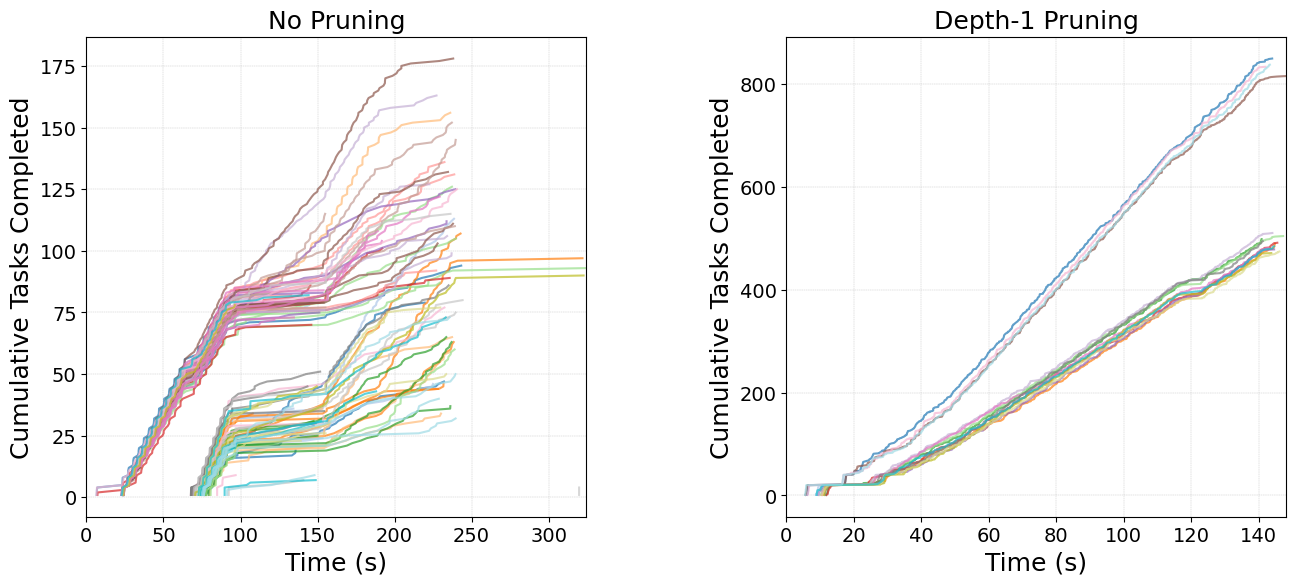 No Pruning
Cumulative Tasks Completed
175
150
125
100
75
50
25
0
0 50 100 150 200 250 300
Time (s)
Depth-1 Pruning
Cumulative Tasks Completed
800
600
400
200
0
0 20 40 60 80 100 120 140
Time (s)